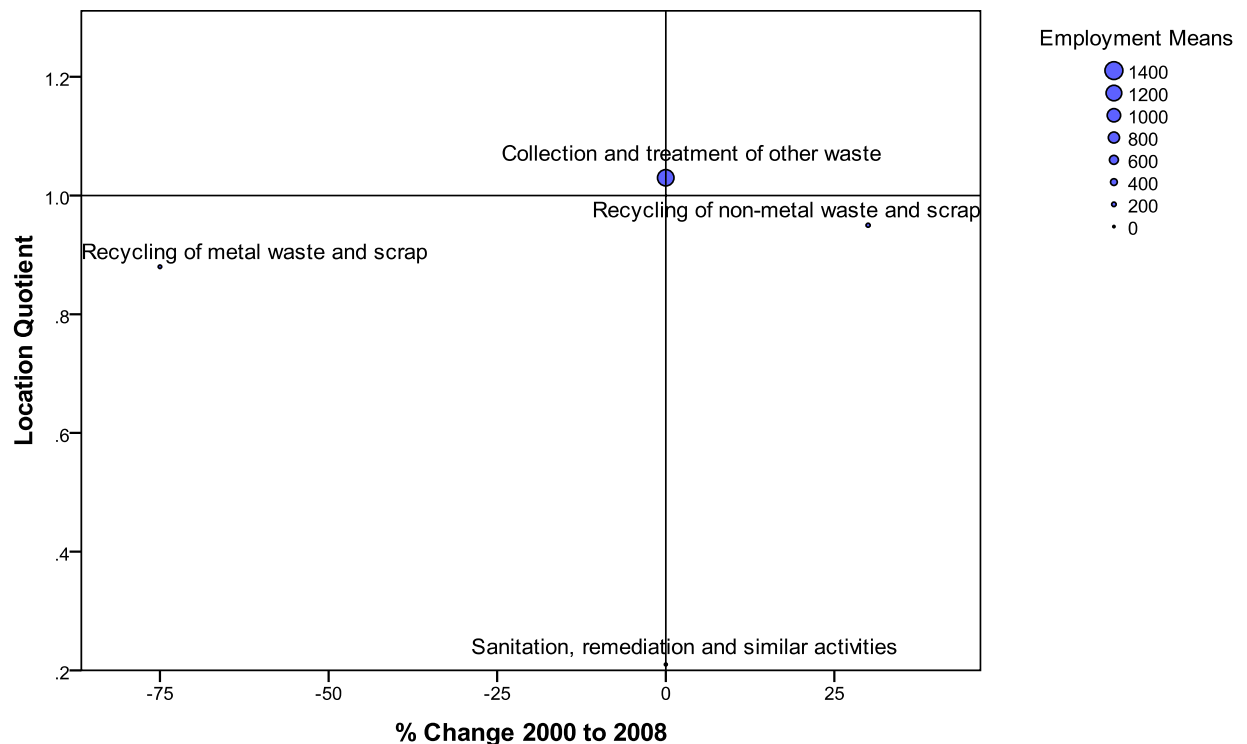 Employment Means
1400
1200
1000
800
600
400
200
0
1.2
1.0
.8
.6
.4
.2
Location Quotient
Collection and treatment of other waste
Recycling of non-metal waste and scrap
Recycling of metal waste and scrap
Sanitation, remediation and similar activities
-75
-50
-25
0
25
% Change 2000 to 2008